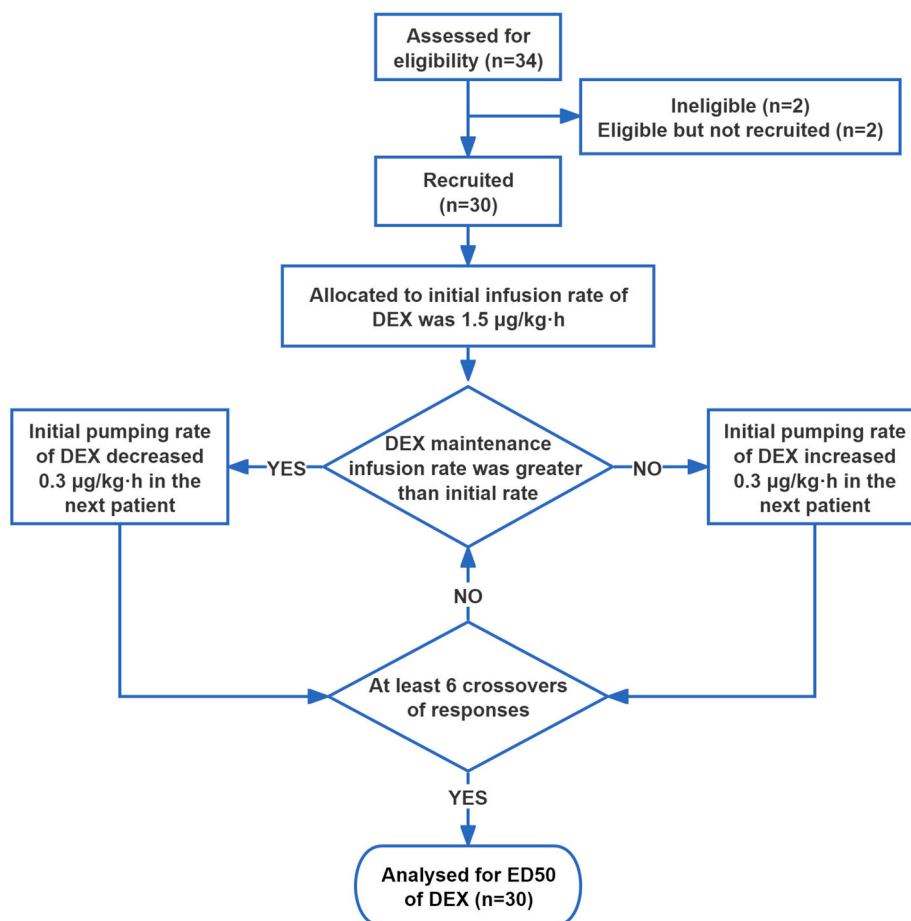 Assessed for
eligibility (n=34)
Ineligible (n=2)
Eligible but not recruited (n=2)
Recruited
(n=30)
Allocated to initial infusion rate of
DEX was 1.5 μg/kg·h
Initial pumping rate
of DEX decreased
0.3 μg/kg·h in the
next patient
YES
DEX maintenance
infusion rate was greater
than initial rate
NO
Initial pumping rate
of DEX increased
0.3 μg/kg·h in the
next patient
NO
At least 6 crossovers
of responses
YES
Analysed for ED50
of DEX (n=30)